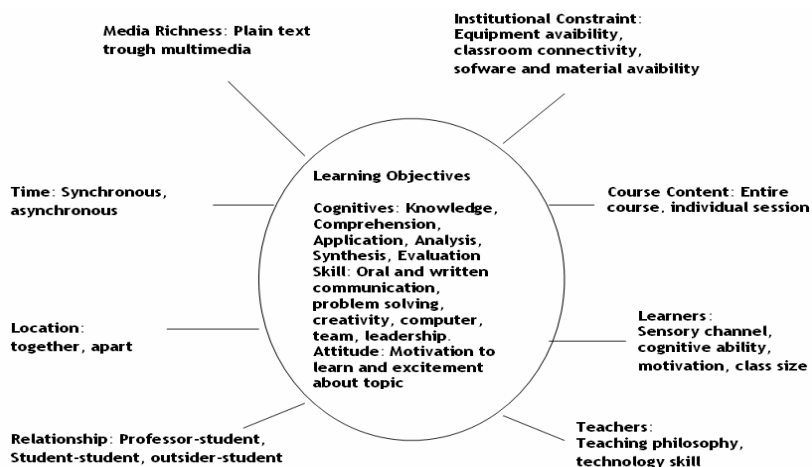 Media Richness: Plain text
trough multimedia
Institutional Constraint:
Equipment avaibility,
classroom connectivity,
sofware and material avaibility
Time: Synchronous,
asynchronous
Learning Objectives
Cognitives: Knowledge,
Comprehension,
Application, Analysis,
Synthesis, Evaluation
Skill: Oral and written
communication,
problem solving,
creativity, computer,
team, leadership.
Attitude: Motivation to
learn and excitement
about topic
Course Content: Entire
course, individual session
Location:
together, apart
Learners:
Sensory channel,
cognitive ability,
motivation, class size
Relationship: Professor-student,
Student-student, outsider-student
Teachers:
Teaching philosophy,
technology skill